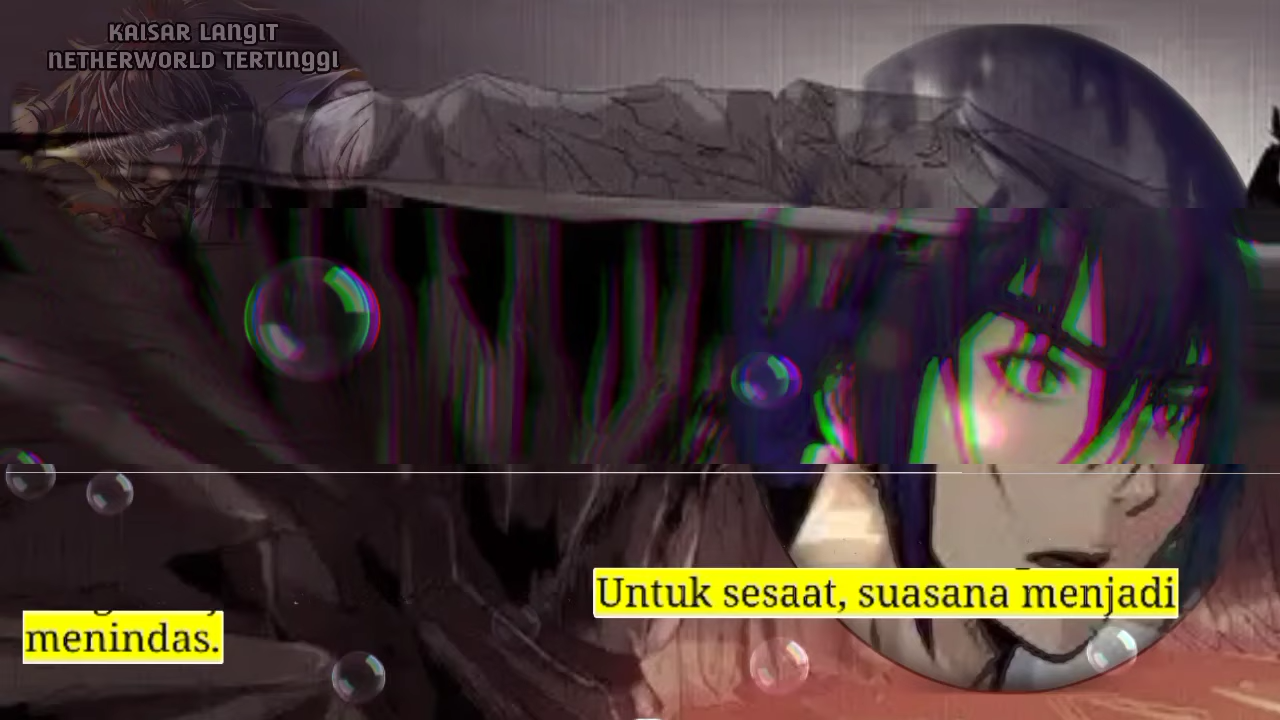 KAISAR LANGIT
NETHERWORLD TERTINGGI
menindas.
Untuk sesaat, suasana menjadi